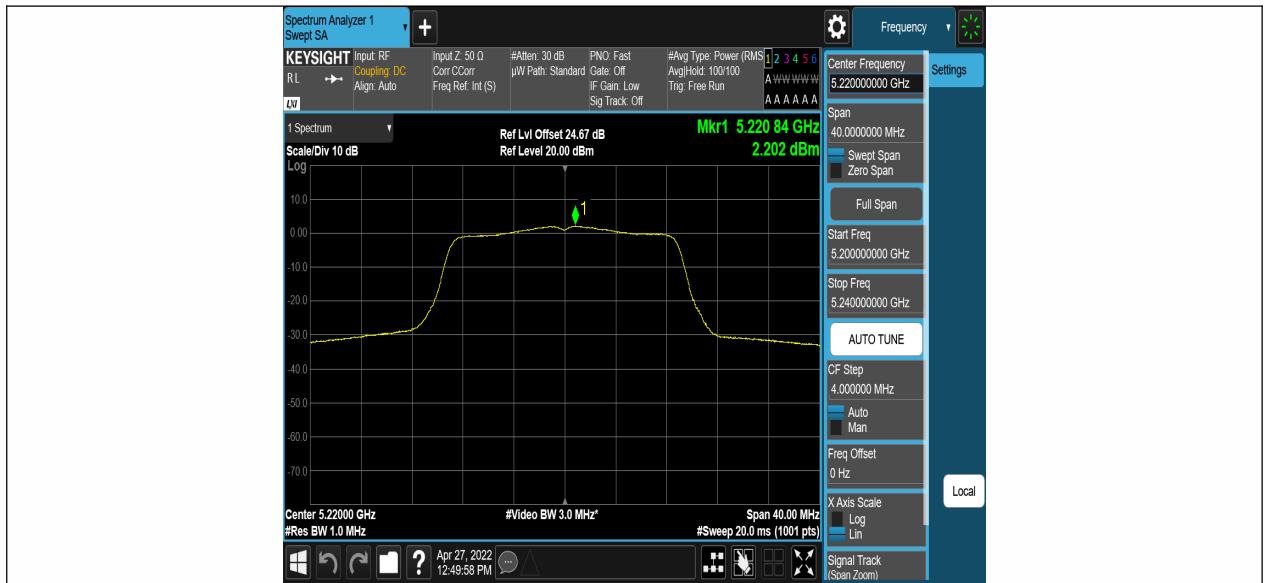 Spectrum Analyzer 1
Swept SA
+
Frequency
KEYSIGHT
R L
LXI
Input: RF
Coupling: DC
Align: Auto
Input Z: 50 Ω
Corr CCorr
Freq Ref: Int (S)
#Atten: 30 dB
µW Path: Standard
PNO: Fast
Gate: Off
IF Gain: Low
Sig Track: Off
#Avg Type: Power (RMS
Avg|Hold: 100/100
Trig: Free Run
1 2 3 4 5 6
A W W W W W
A A A A A A
1 Spectrum
Scale/Div 10 dB
Log
Ref Lvl Offset 24.67 dB
Ref Level 20.00 dBm
Mkr1 5.220 84 GHz
2.202 dBm
1
10.0
0.00
-10.0
-20.0
-30.0
-40.0
-50.0
-60.0
-70.0
Center 5.22000 GHz
#Res BW 1.0 MHz
#Video BW 3.0 MHz*
Span 40.00 MHz
#Sweep 20.0 ms (1001 pts)
?
Apr 27, 2022
12:49:58 PM
Center Frequency
5.220000000 GHz
Settings
Span
40.0000000 MHz
Swept Span
Zero Span
Full Span
Start Freq
5.200000000 GHz
Stop Freq
5.240000000 GHz
AUTO TUNE
CF Step
4.000000 MHz
Auto
Man
Freq Offset
0 Hz
X Axis Scale
Log
Lin
Local
Signal Track
(Span Zoom)